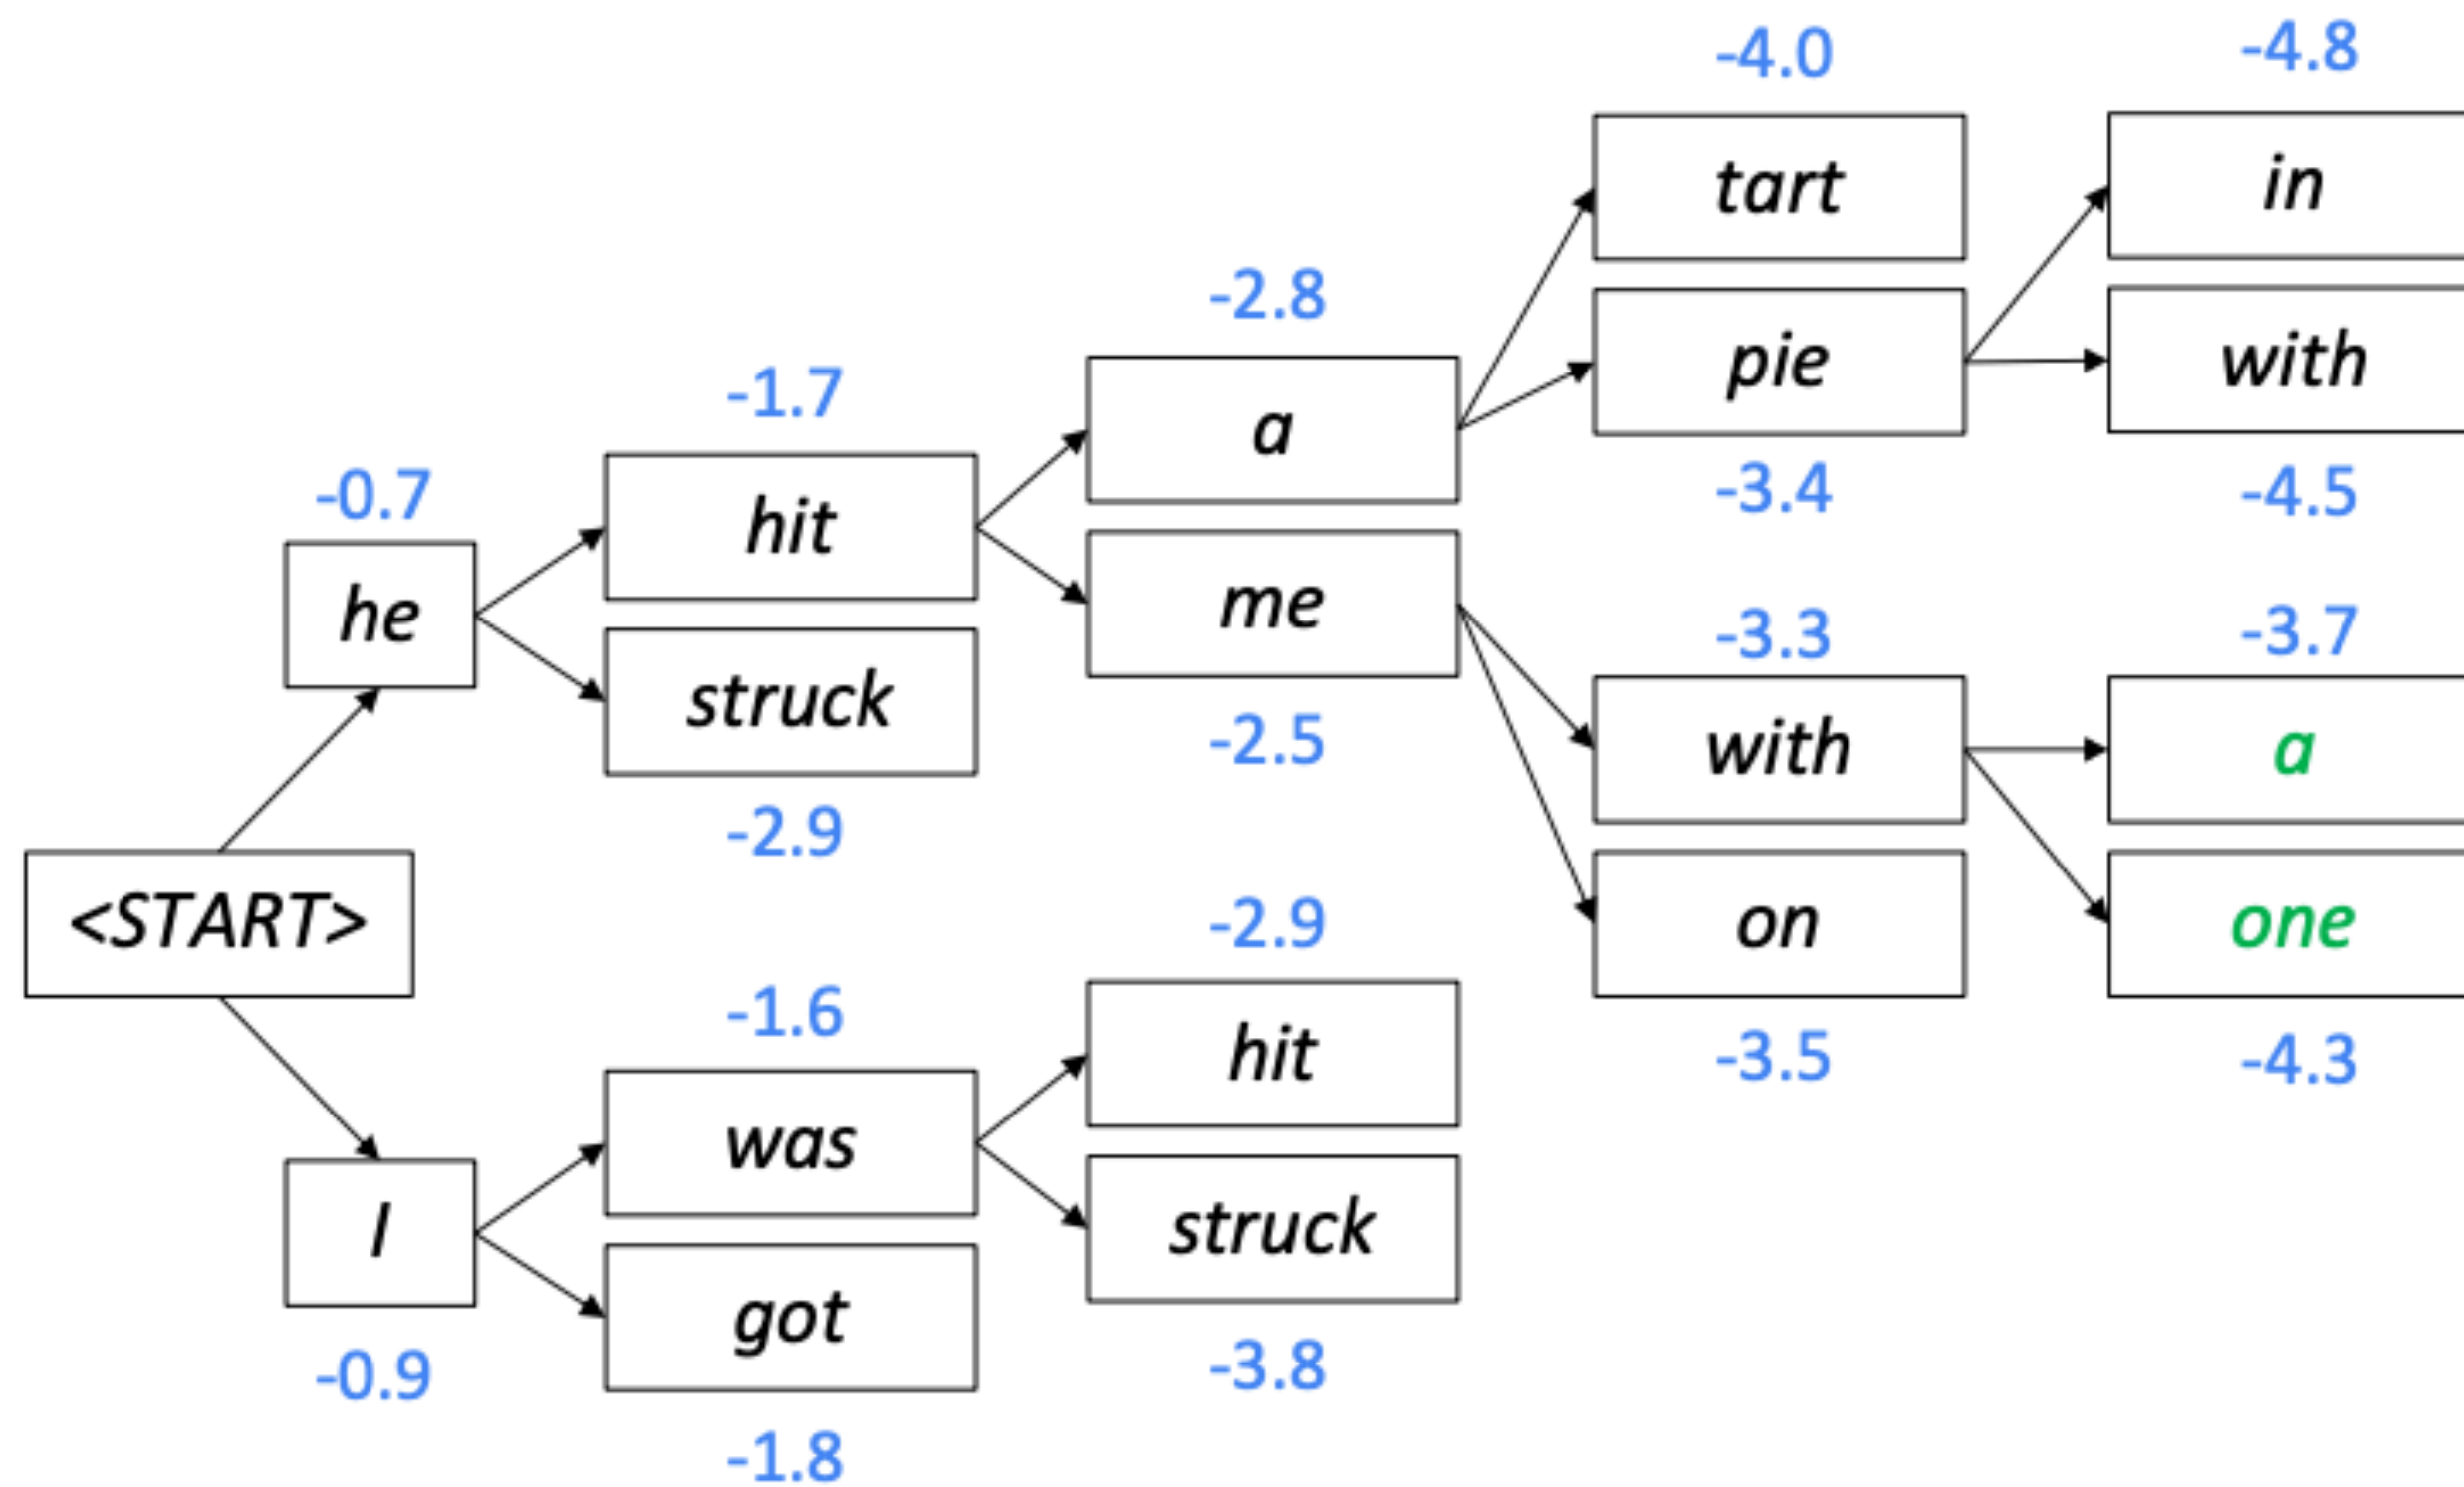 -4.0
-4.8
tart
in
-2.8
-1.7
pie
with
a
-0.7
hit
-3.4
-4.5
he
me
-3.3
-3.7
struck
-2.5
with
a
-2.9
<START>
-2.9
on
one
-1.6
hit
-3.5
-4.3
was
I
struck
got
-0.9
-3.8
-1.8